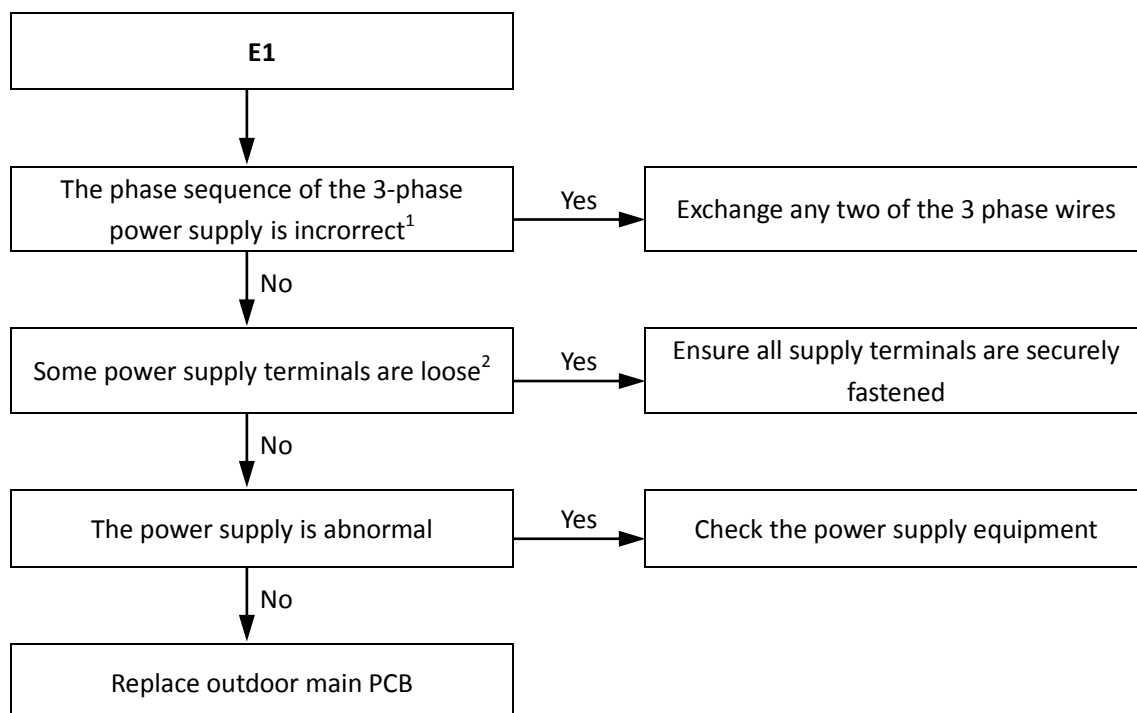 E1
The phase sequence of the 3-phase
power supply is incrorrect¹
Yes
Exchange any two of the 3 phase wires
No
Some power supply terminals are loose²
Yes
Ensure all supply terminals are securely
fastened
No
The power supply is abnormal
Yes
Check the power supply equipment
No
Replace outdoor main PCB